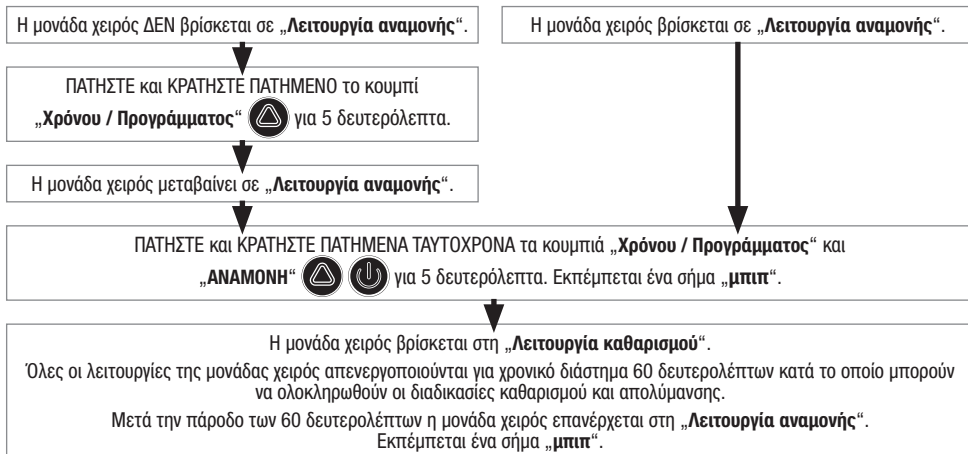 Η μονάδα χειρός ΔΕΝ βρίσκεται σε „Λειτουργία αναμονής“.
Η μονάδα χειρός βρίσκεται σε „Λειτουργία αναμονής“.
ΠΑΤΗΣΤΕ και ΚΡΑΤΗΣΤΕ ΠΑΤΗΜΕΝΟ το κουμπί
„Χρόνου / Προγράμματος“ για 5 δευτερόλεπτα.
Η μονάδα χειρός μεταβαίνει σε „Λειτουργία αναμονής“.
ΠΑΤΗΣΤΕ και ΚΡΑΤΗΣΤΕ ΠΑΤΗΜΕΝΑ ΤΑΥΤΟΧΡΟΝΑ τα κουμπιά „Χρόνου / Προγράμματος“ και
„ΑΝΑΜΟΝΗ“ για 5 δευτερόλεπτα. Εκπέμπεται ένα σήμα „μπιπ“.
Η μονάδα χειρός βρίσκεται στη „Λειτουργία καθαρισμού“.
Όλες οι λειτουργίες της μονάδας χειρός απενεργοποιούνται για χρονικό διάστημα 60 δευτερολέπτων κατά το οποίο μπορούν
να ολοκληρωθούν οι διαδικασίες καθαρισμού και απολύμανσης.
Μετά την πάροδο των 60 δευτερολέπτων η μονάδα χειρός επανέρχεται στη „Λειτουργία αναμονής“.
Εκπέμπεται ένα σήμα „μπιπ“.